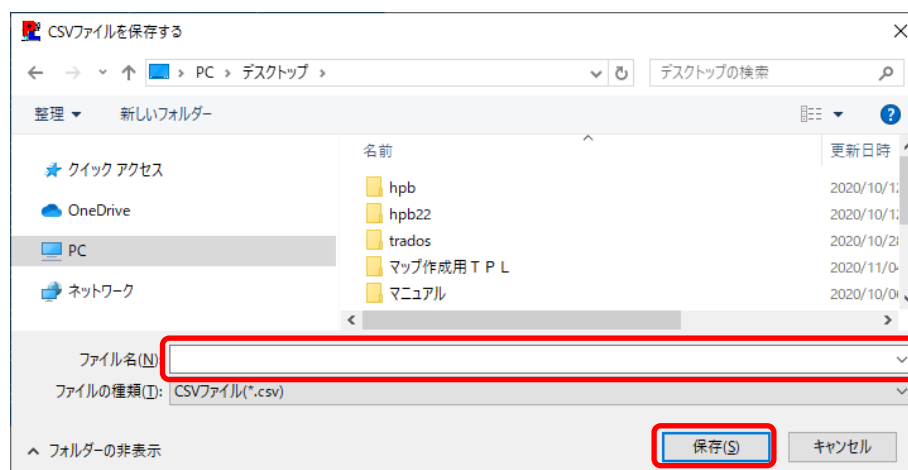 CSVファイルを保存する
PC > デスクトップ >
デスクトップの検索
整理
新しいフォルダー
名前
更新日時
クイック アクセス
OneDrive
PC
ネットワーク
hpb
2020/10/1
hpb22
2020/10/1
trados
2020/10/2
マップ作成用ＴＰＬ
2020/11/0
マニュアル
2020/10/0
ファイル名(N):
ファイルの種類(T): CSVファイル(*.csv)
フォルダーの非表示
保存(S)
キャンセル